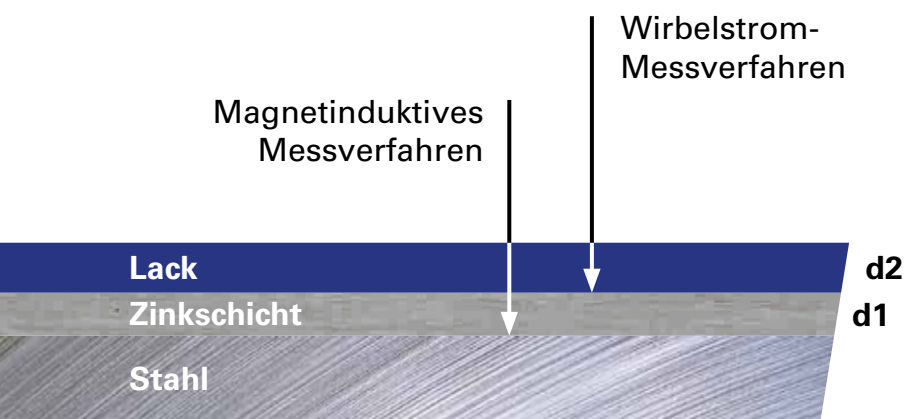 Wirbelstrom-
Messverfahren
Magnetinduktives
Messverfahren
Lack
d2
Zinkschicht
d1
Stahl